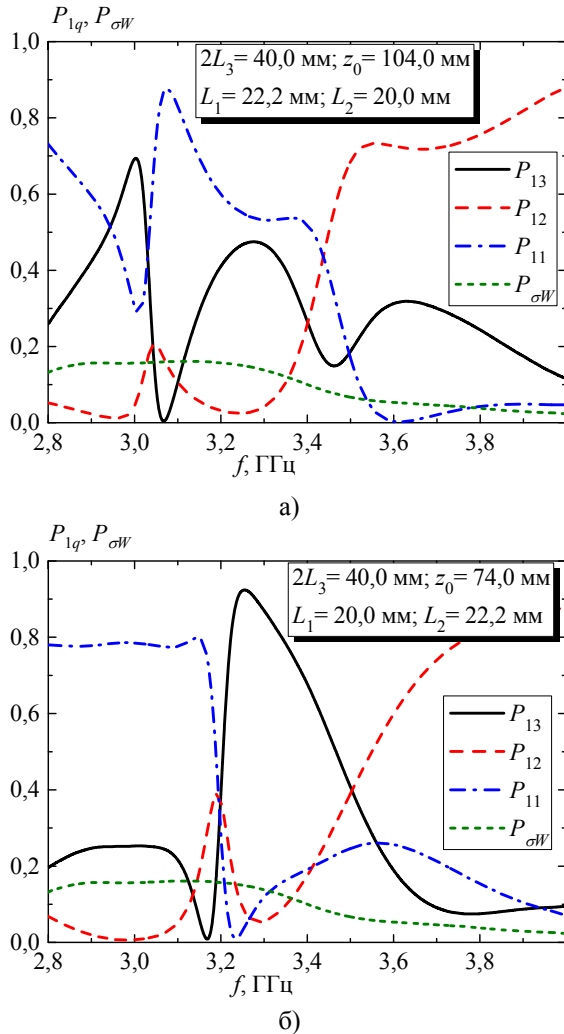 P1q, PσW
1,0
2L3= 40,0 мм; z0= 104,0 мм
L1= 22,2 мм; L2= 20,0 мм
0,8
P13
P12
P11
PσW
0,6
0,4
0,2
0,0
2,8 3,0 3,2 3,4 3,6 3,8
f, ГГц
а)
P1q, PσW
1,0
2L3= 40,0 мм; z0= 74,0 мм
L1= 20,0 мм; L2= 22,2 мм
0,8
P13
P12
P11
PσW
0,6
0,4
0,2
0,0
2,8 3,0 3,2 3,4 3,6 3,8
f, ГГц
б)